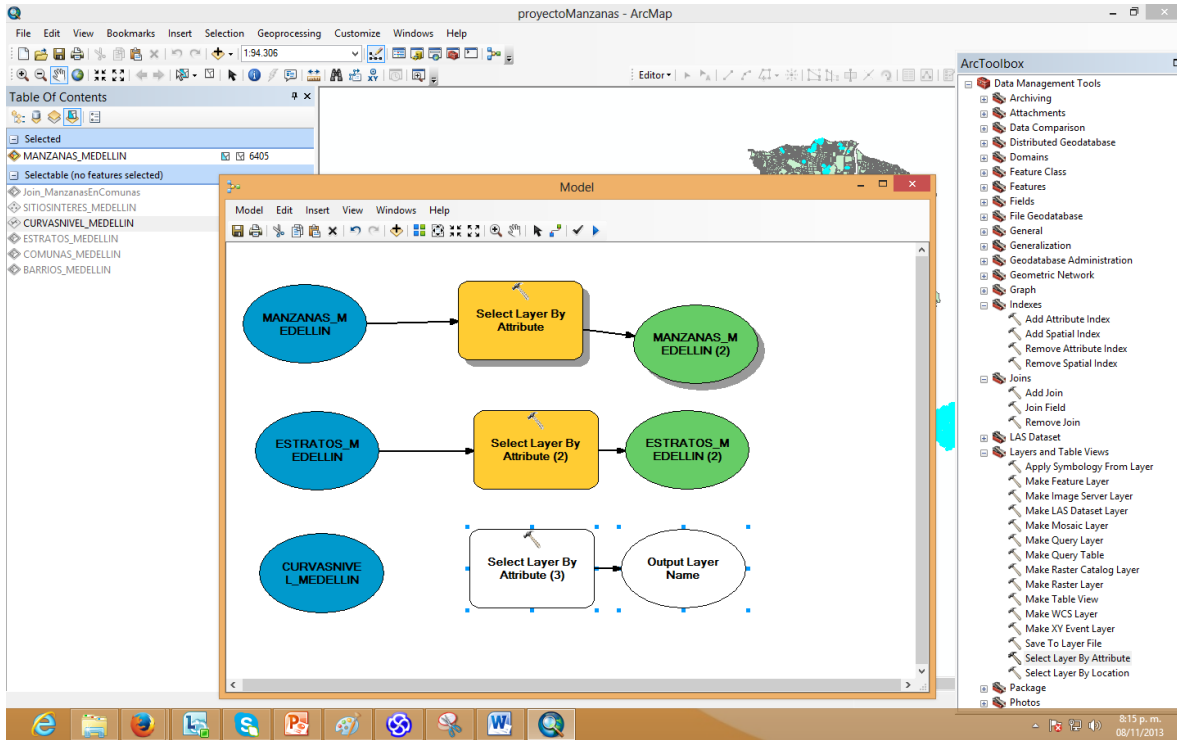 proyectoManzanas - ArcMap
File Edit View Bookmarks Insert Selection Geoprocessing Customize Windows Help
1:94.306
Editor
Table Of Contents
Selected
MANZANAS_MEDELLIN 6405
Selectable (no features selected)
Join_ManzanasEnComunas
SITIOSINTERES_MEDELLIN
CURVASNIVEL_MEDELLIN
ESTRATOS_MEDELLIN
COMUNAS_MEDELLIN
BARRIOS_MEDELLIN
Model
Model Edit Insert View Windows Help
MANZANAS_M
EDELLIN
Select Layer By
Attribute
MANZANAS_M
EDELLIN (2)
ESTRATOS_M
EDELLIN
Select Layer By
Attribute (2)
ESTRATOS_M
EDELLIN (2)
CURVASNIVE
L_MEDELLIN
Select Layer By
Attribute (3)
Output Layer
Name
ArcToolbox
Data Management Tools
Archiving
Attachments
Data Comparison
Distributed Geodatabase
Domains
Feature Class
Features
Fields
File Geodatabase
General
Generalization
Geodatabase Administration
Geometric Network
Graph
Indexes
Add Attribute Index
Add Spatial Index
Remove Attribute Index
Remove Spatial Index
Joins
Add Join
Join Field
Remove Join
LAS Dataset
Layers and Table Views
Apply Symbology From Layer
Make Feature Layer
Make Image Server Layer
Make LAS Dataset Layer
Make Mosaic Layer
Make Query Layer
Make Query Table
Make Raster Catalog Layer
Make Raster Layer
Make Table View
Make WCS Layer
Make XY Event Layer
Save To Layer File
Select Layer By Attribute
Select Layer By Location
Package
Photos
8:15 p. m.
08/11/2013